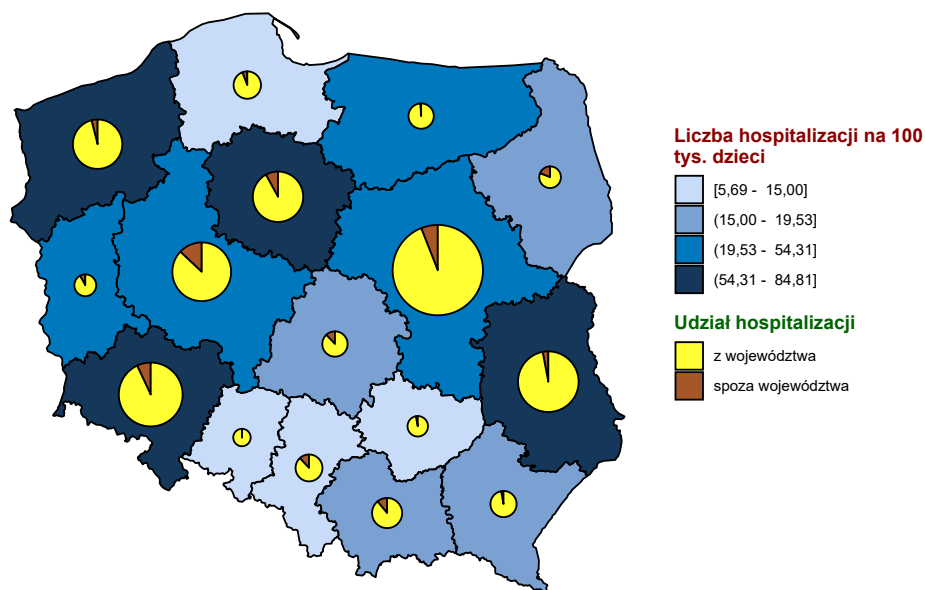 Liczba hospitalizacji na 100
tys. dzieci
[5,69 - 15,00]
(15,00 - 19,53]
(19,53 - 54,31]
(54,31 - 84,81]
Udział hospitalizacji
z województwa
spoza województwa